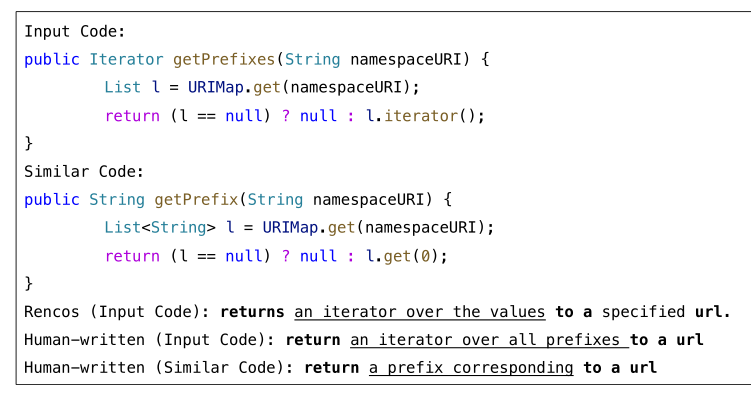 Input Code:
public Iterator getPrefixes(String namespaceURI) {
List l = URIMap.get(namespaceURI);
return (l == null) ? null : l.iterator();
}
Similar Code:
public String getPrefix(String namespaceURI) {
List<String> l = URIMap.get(namespaceURI);
return (l == null) ? null : l.get(0);
}
Rencos (Input Code): returns an iterator over the values to a specified url.
Human-written (Input Code): return an iterator over all prefixes to a url
Human-written (Similar Code): return a prefix corresponding to a url